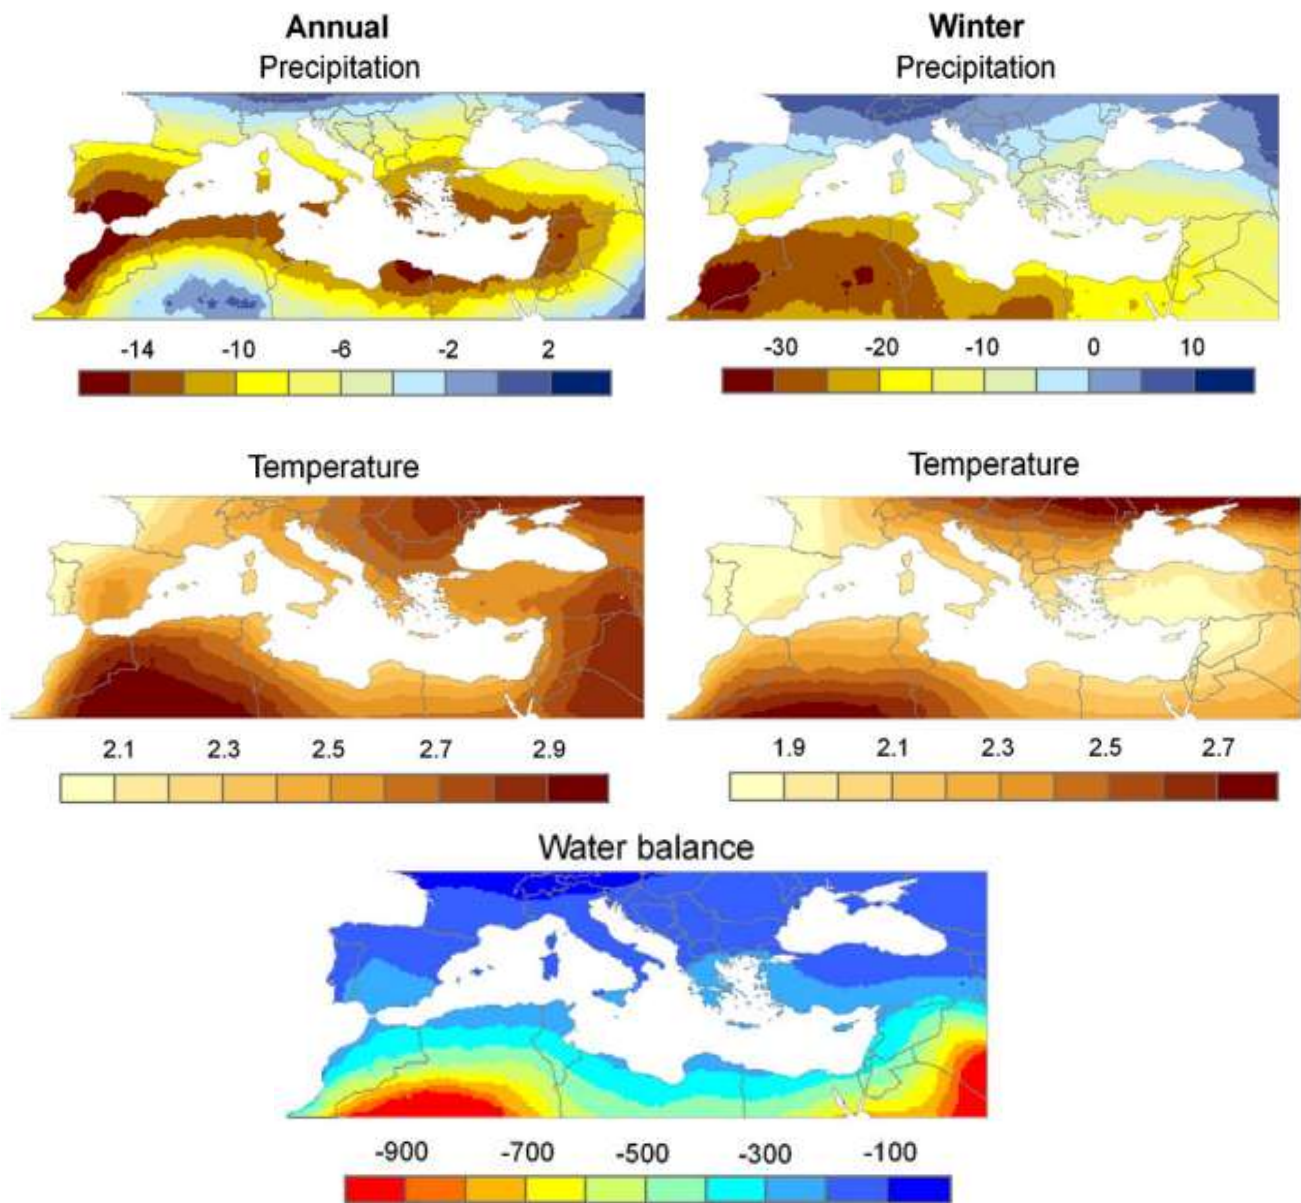 Annual
Precipitation
Winter
Precipitation
-14 -10 -6 -2 2
-30 -20 -10 0 10
Temperature
Temperature
2.1 2.3 2.5 2.7 2.9
1.9 2.1 2.3 2.5 2.7
Water balance
-900 -700 -500 -300 -100